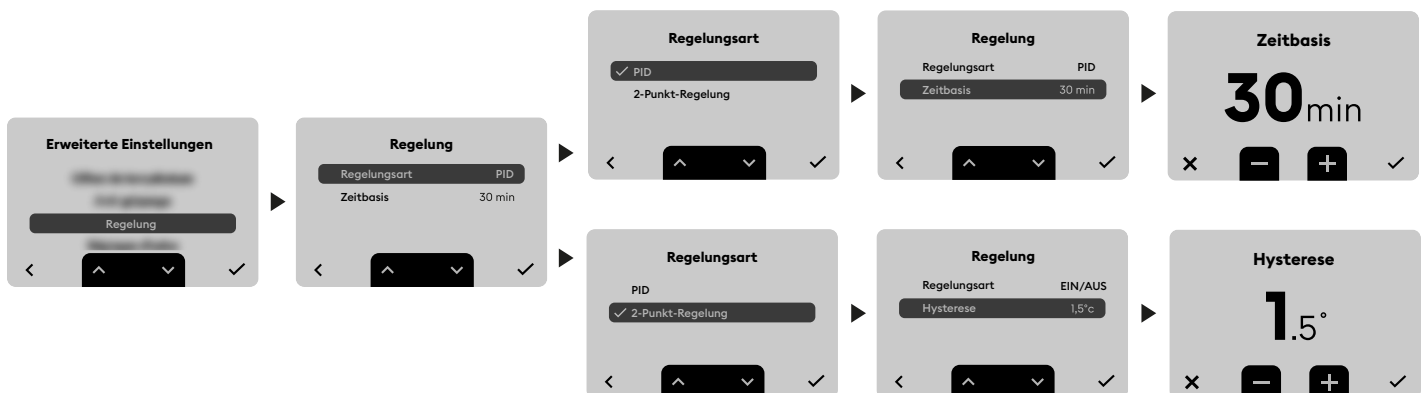 Erweiterte Einstellungen
Regelung
Regelung
Regelungsart PID
Zeitbasis 30 min
Regelungsart
PID
2-Punkt-Regelung
Regelung
Regelungsart PID
Zeitbasis 30 min
Zeitbasis
30min
Regelungsart
PID
2-Punkt-Regelung
Regelung
Regelungsart EIN/AUS
Hysterese 1,5°c
Hysterese
1.5°